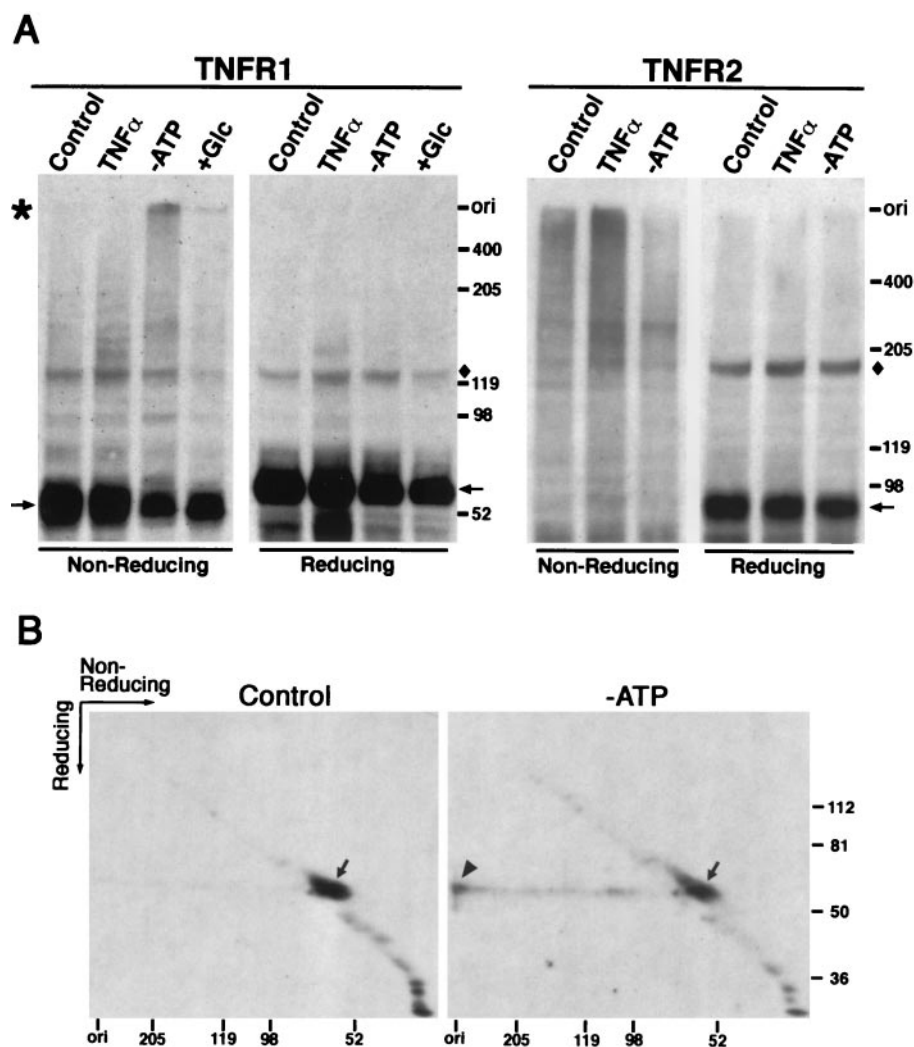 A
TNFR1 TNFR2
Control TNFα -ATP +Glc Control TNFα -ATP +Glc Control TNFα -ATP Control TNFα -ATP
* ori ori
400 400
205 205
♦ 119 ♦
98 119
98
52
Non-Reducing Reducing Non-Reducing Reducing
B
Non-
Reducing
Reducing
Control -ATP
112
81
50
36
ori 205 119 98 52 ori 205 119 98 52